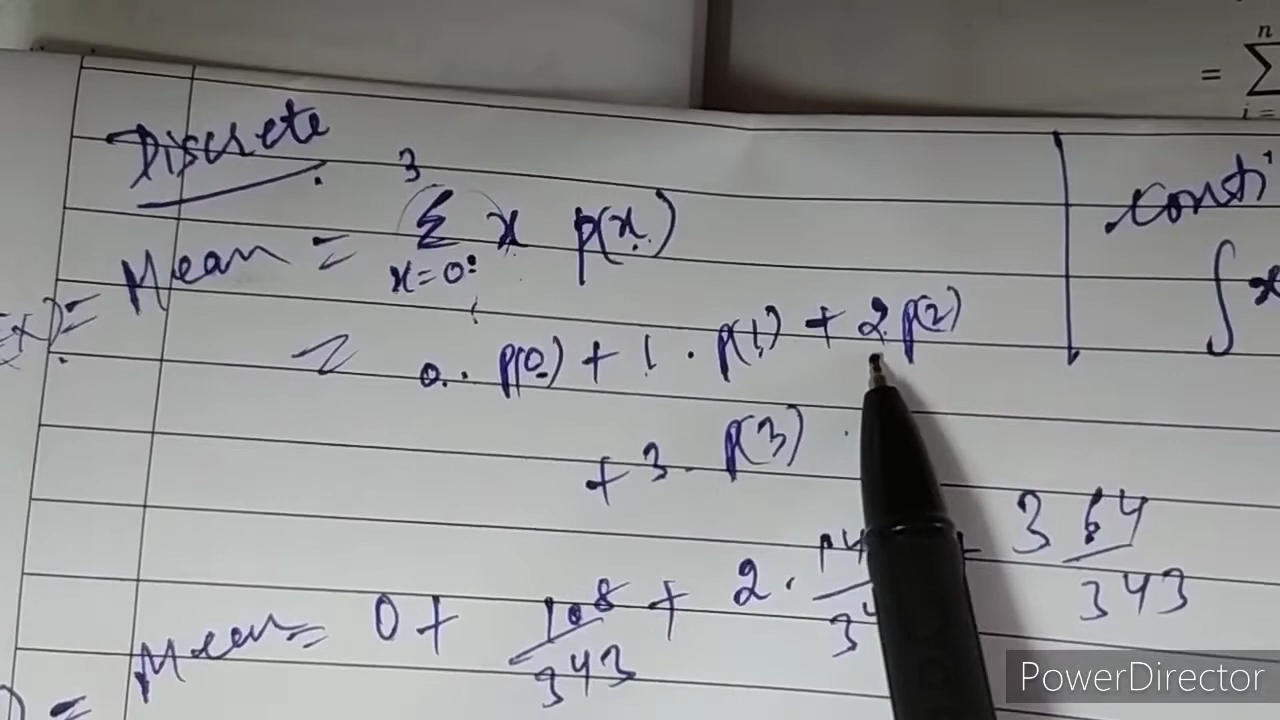 = ∑ n i =
Discrete
Mean = 3 ∑ x=0 x p(x)
= 0 . p(0) + 1 . p(1) + 2 p(2)
+ 3 . p(3)
Mean = 0 + 108/343 + 2 . 3 64/343
∫ x
PowerDirector